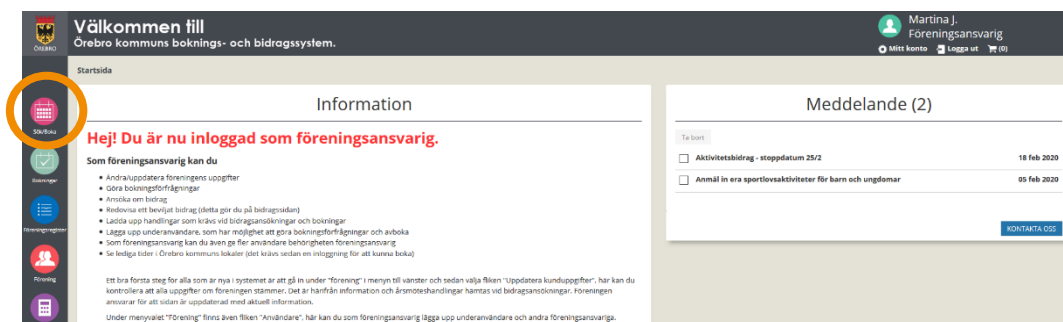 ÖREBRO
Välkommen till
Örebro kommuns boknings- och bidragssystem.
Martina J.
Föreningsansvarig
Mitt konto Logga ut (0)
Startsida
Sök/Boka
Bokningar
Föreningsregister
Förening
Information
Hej! Du är nu inloggad som föreningsansvarig.
Som föreningsansvarig kan du
• Ändra/uppdatera föreningens uppgifter
• Göra bokningsförfrågningar
• Ansöka om bidrag
• Redovisa ett beviljat bidrag (detta gör du på bidragssidan)
• Ladda upp handlingar som krävs vid bidragsansökningar och bokningar
• Lägga upp underanvändare, som har möjlighet att göra bokningsförfrågningar och avboka
• Som föreningsansvarig kan du även ge fler användare behörigheten föreningsansvarig
• Se lediga tider i Örebro kommuns lokaler (det krävs sedan en inloggning för att kunna boka)
Ett bra första steg för alla som är nya i systemet är att gå in under "förening" i menyn till vänster och sedan välja fliken "Uppdatera kunduppgifter", här kan du
kontrollera att alla uppgifter om föreningen stämmer. Det är härifrån information och årsmöteshandlingar hämtas vid bidragsansökningar. Föreningen
ansvarar för att sidan är uppdaterad med aktuell information.
Under menyvalet "Förening" finns även fliken "Användare", här kan du som föreningsansvarig lägga upp underanvändare och andra föreningsansvariga.
Meddelande (2)
Ta bort
Aktivitetsbidrag - stoppdatum 25/2 18 feb 2020
Anmäl in era sportlovsaktiviteter för barn och ungdomar 05 feb 2020
KONTAKTA OSS